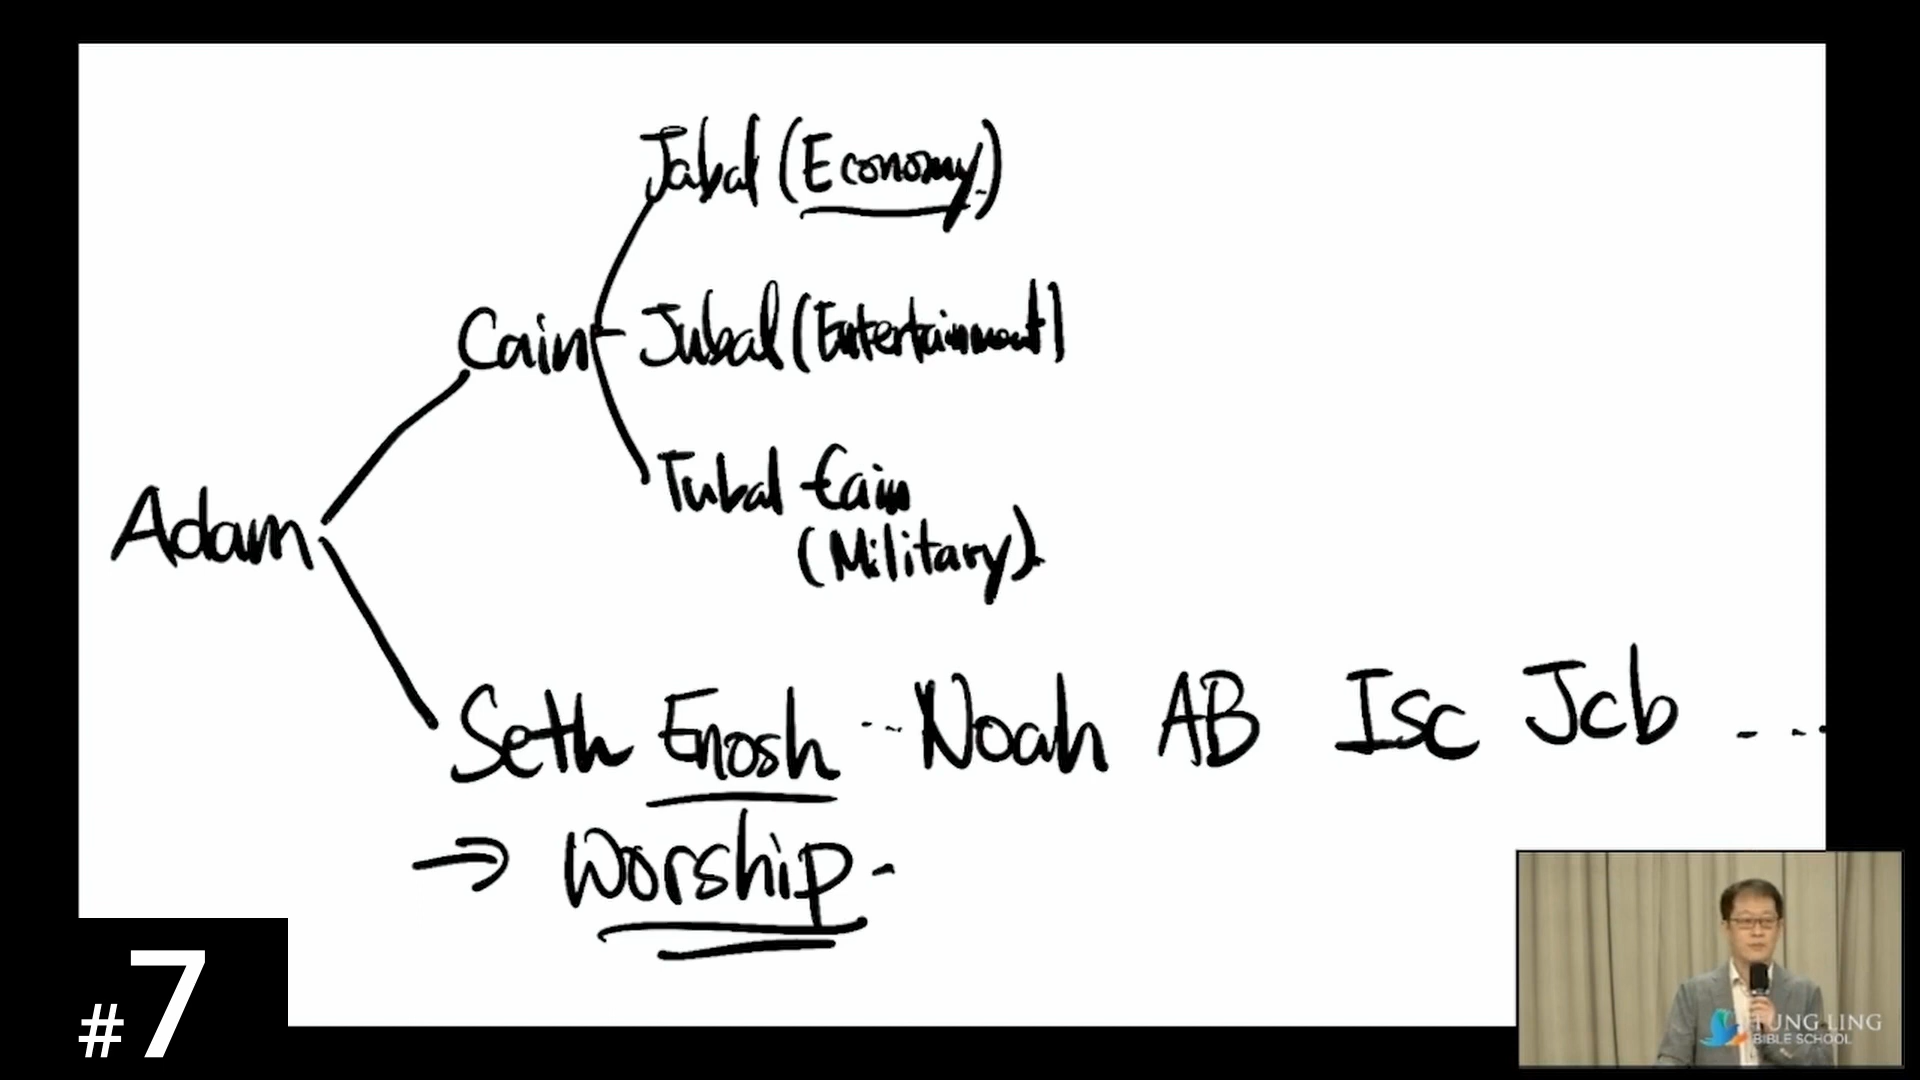 Jabal (Economy)
Cain Jubal (Entertainment)
Tubal Cain
(Military)
Adam
Seth Enosh ... Noah AB Isc Jcb ...
→ Worship
#7
TUNG LING
BIBLE SCHOOL